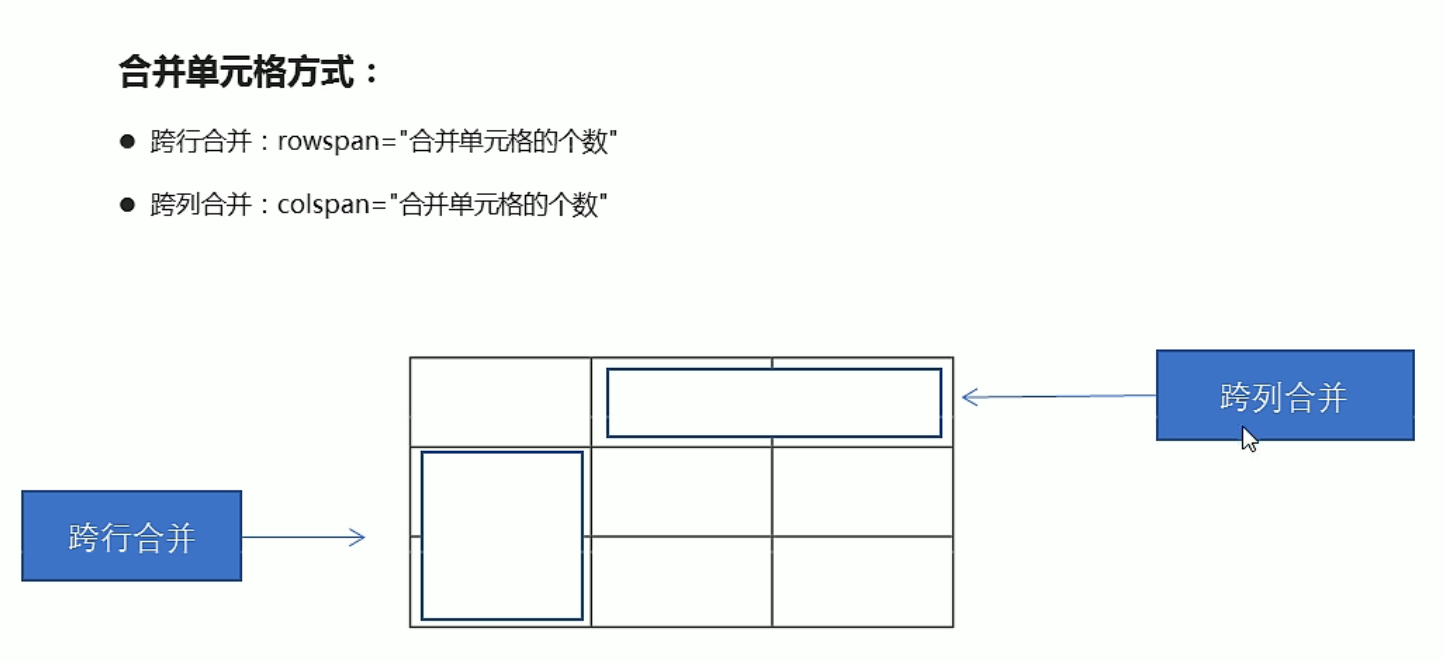 合并单元格方式：
● 跨行合并：rowspan="合并单元格的个数"
● 跨列合并：colspan="合并单元格的个数"
跨列合并
跨行合并